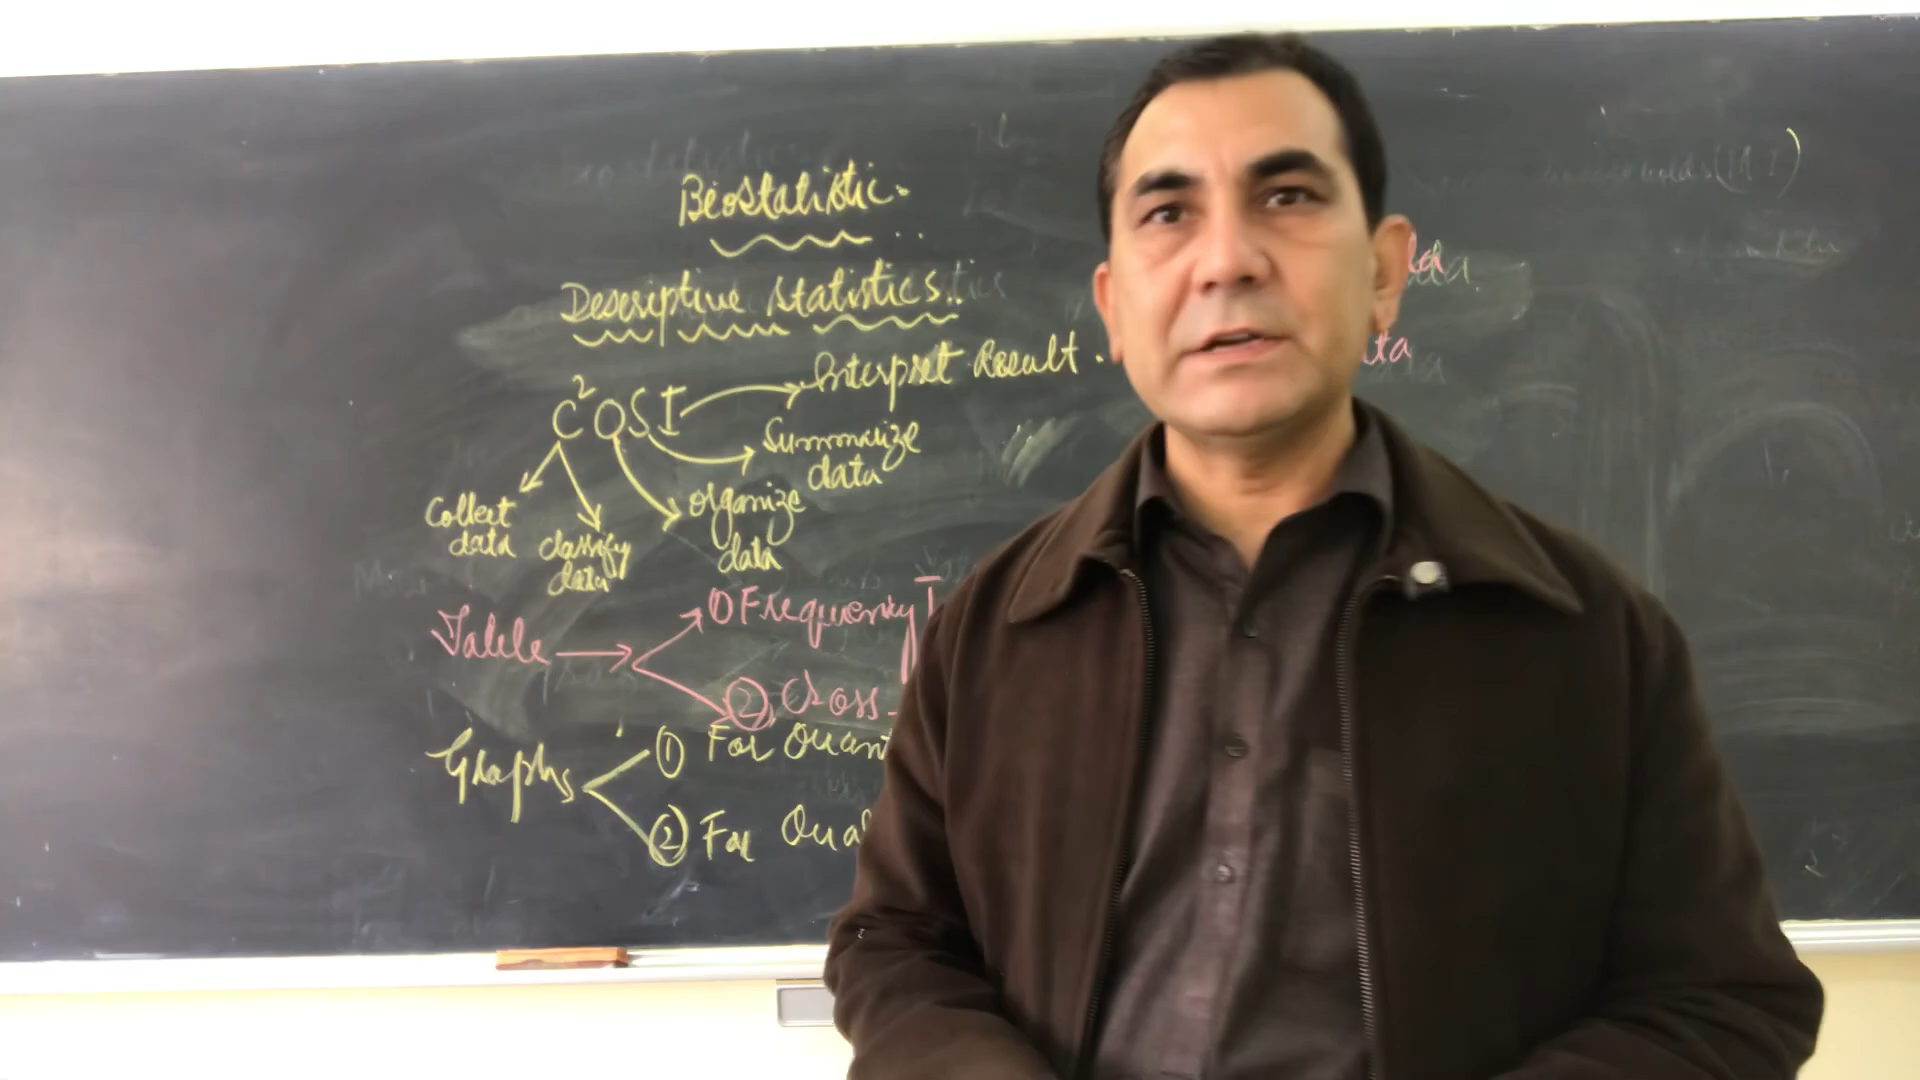 Biostatistic.
Descriptive Statistics..
C²OSI
Interpret Result.
Summarize
data
Organize
data
Collect
data
classify
data
Table
① Frequency T
② Cross
Graphs
① For Quant
② For Qual